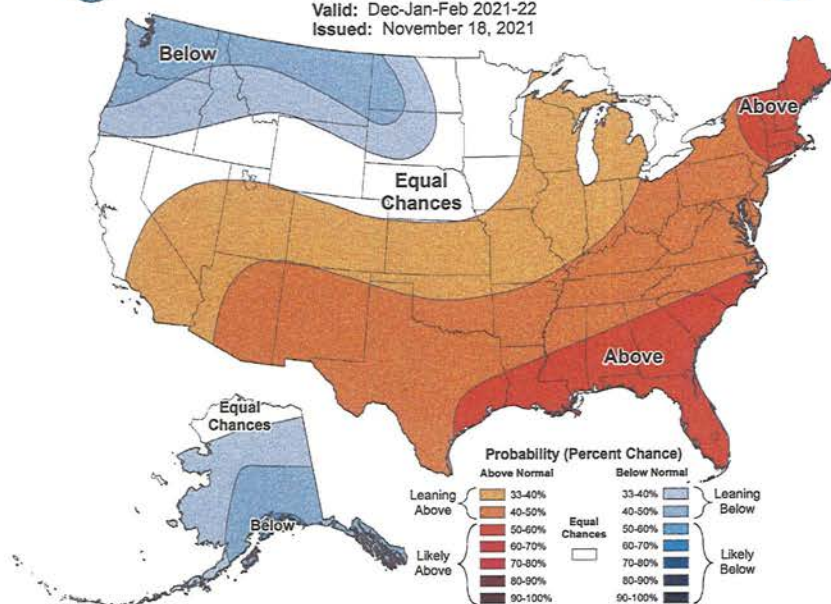 Valid: Dec-Jan-Feb 2021-22
Issued: November 18, 2021
Below
Above
Equal
Chances
Above
Equal
Chances
Below
Probability (Percent Chance)
Above Normal
Below Normal
Leaning
Above
33-40%
40-50%
Likely
Above
50-60%
60-70%
70-80%
80-90%
90-100%
Equal
Chances
33-40%
40-50%
Leaning
Below
50-60%
60-70%
70-80%
80-90%
90-100%
Likely
Below